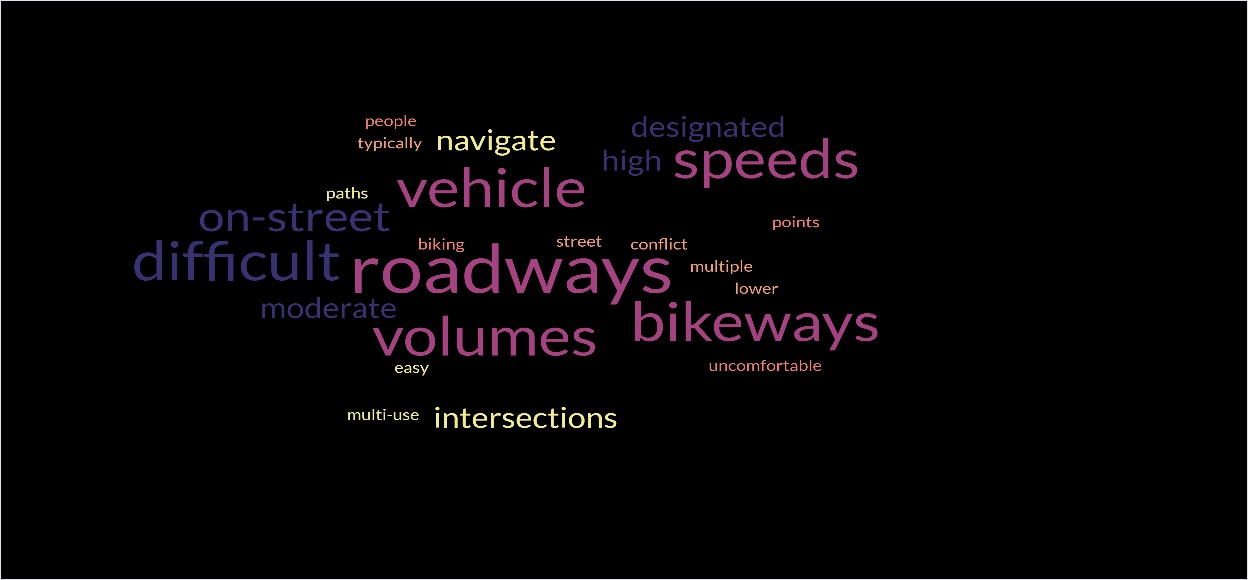 people
designated
typically
navigate
high
speeds
vehicle
paths
on-street
points
biking
street
conflict
difficult
roadways
multiple
lower
moderate
bikeways
volumes
easy
uncomfortable
multi-use
intersections